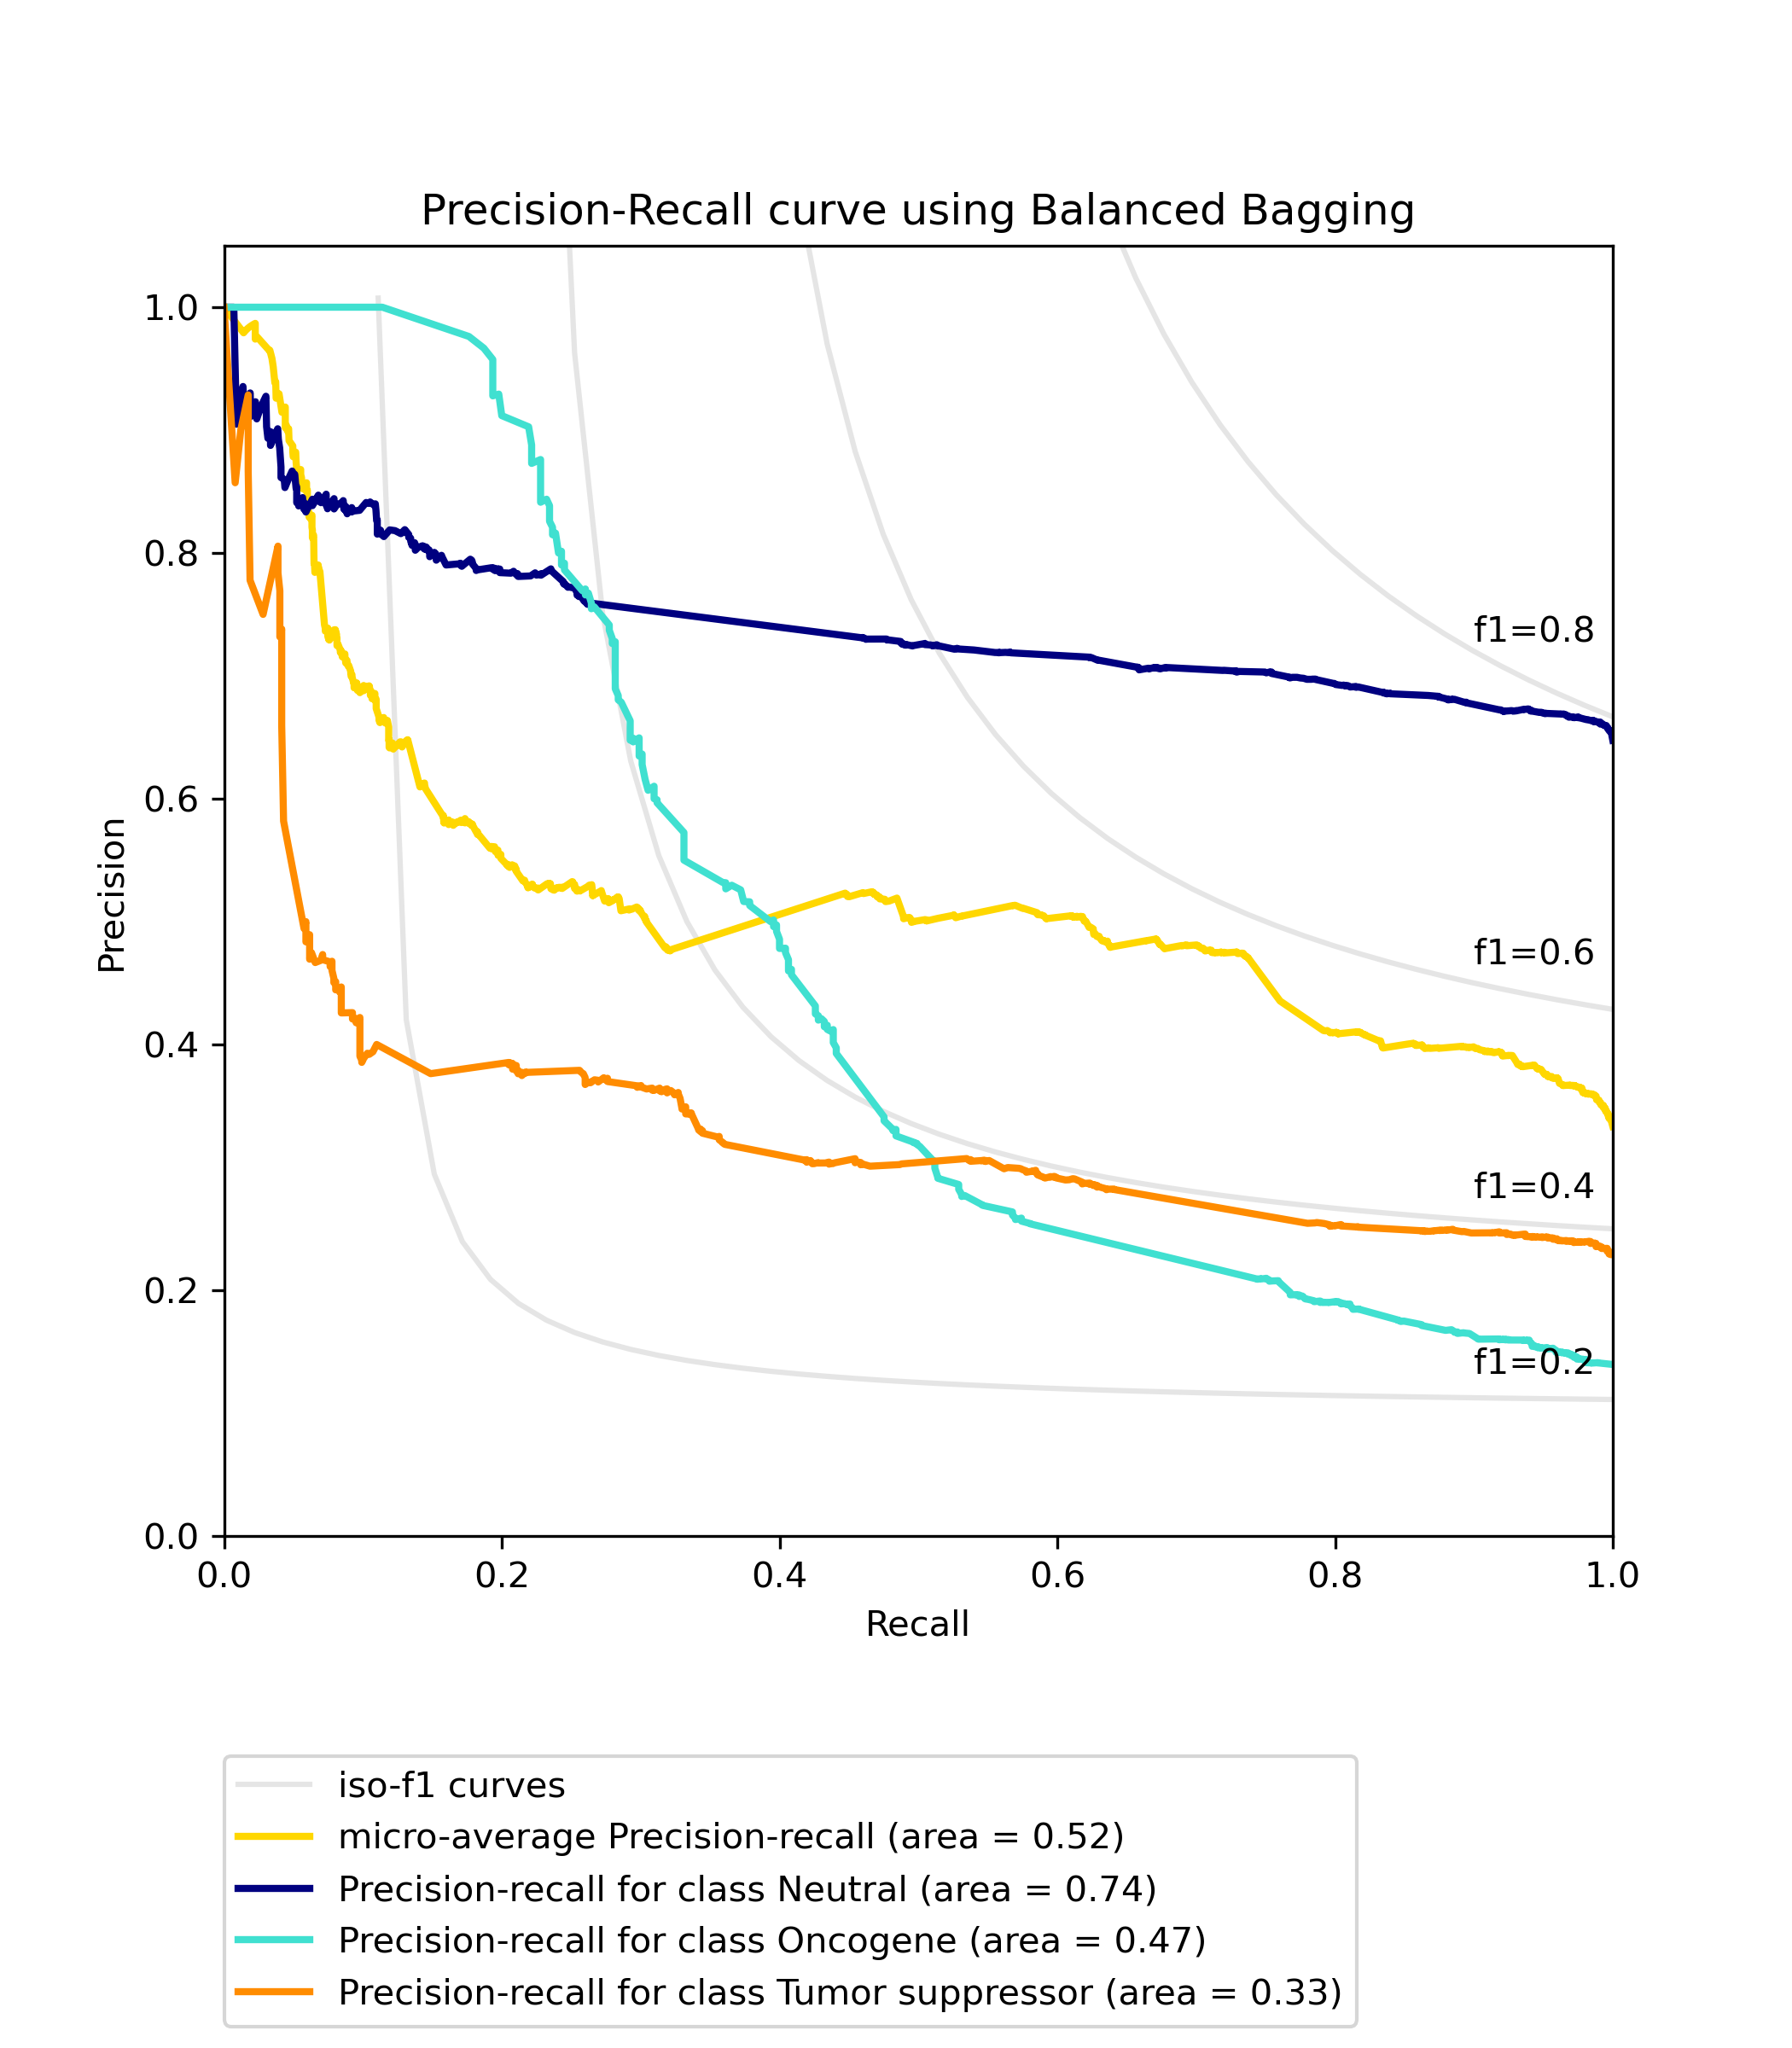 Precision-Recall curve using Balanced Bagging
1.0
0.8
0.6
0.4
0.2
0.0
Precision
f1=0.8
f1=0.6
f1=0.4
f1=0.2
0.0 0.2 0.4 0.6 0.8 1.0
Recall
iso-f1 curves
micro-average Precision-recall (area = 0.52)
Precision-recall for class Neutral (area = 0.74)
Precision-recall for class Oncogene (area = 0.47)
Precision-recall for class Tumor suppressor (area = 0.33)